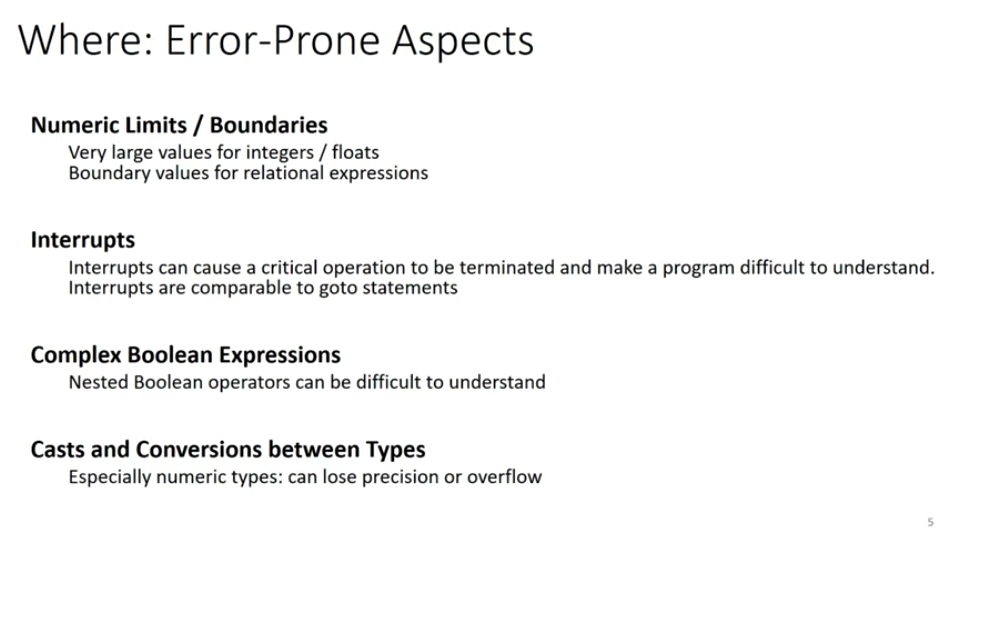 Where: Error-Prone Aspects
Numeric Limits / Boundaries
Very large values for integers / floats
Boundary values for relational expressions
Interrupts
Interrupts can cause a critical operation to be terminated and make a program difficult to understand.
Interrupts are comparable to goto statements
Complex Boolean Expressions
Nested Boolean operators can be difficult to understand
Casts and Conversions between Types
Especially numeric types: can lose precision or overflow
5